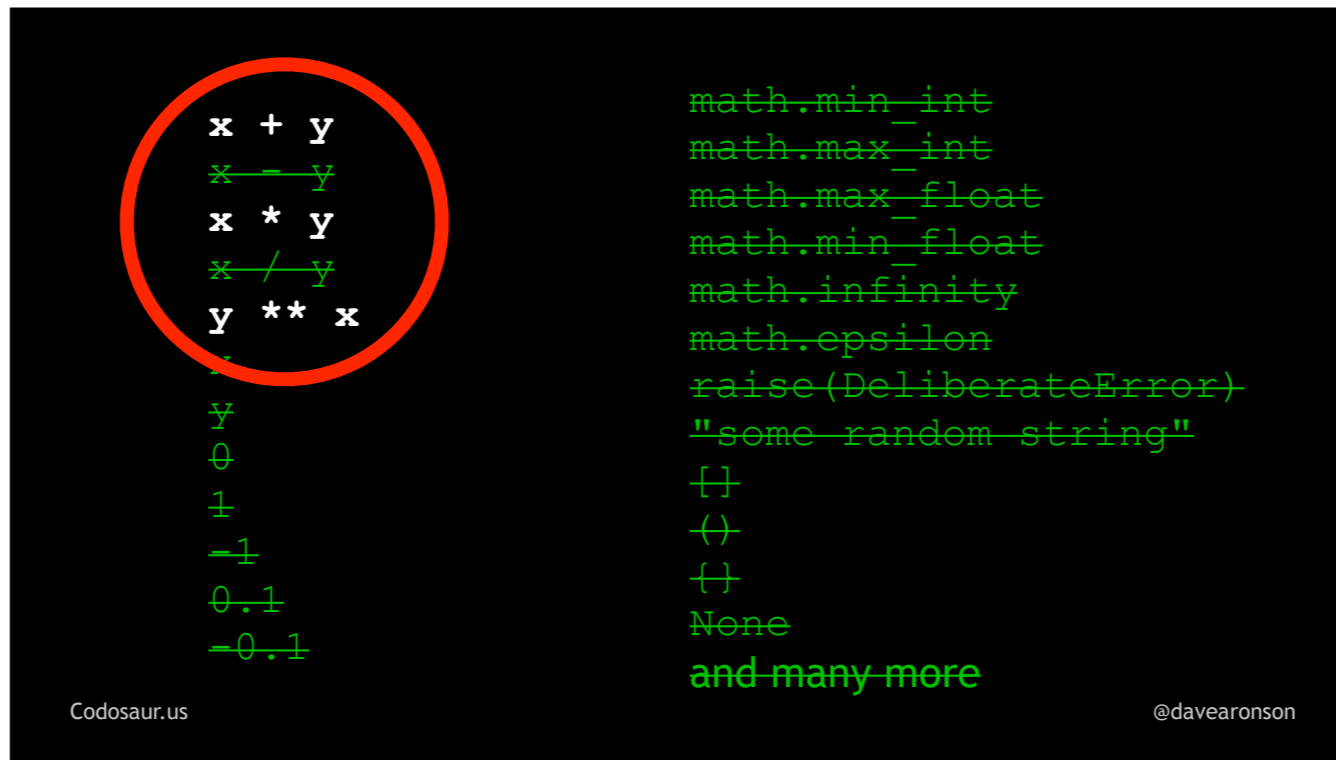 x + y
x - y
x * y
x / y
y ** x
x
y
0
1
-1
0.1
-0.1
math.min_int
math.max_int
math.max_float
math.min_float
math.infinity
math.epsilon
raise(DeliberateError)
"some random string"
[]
()
{}
None
and many more
Codosaur.us
@davearonson